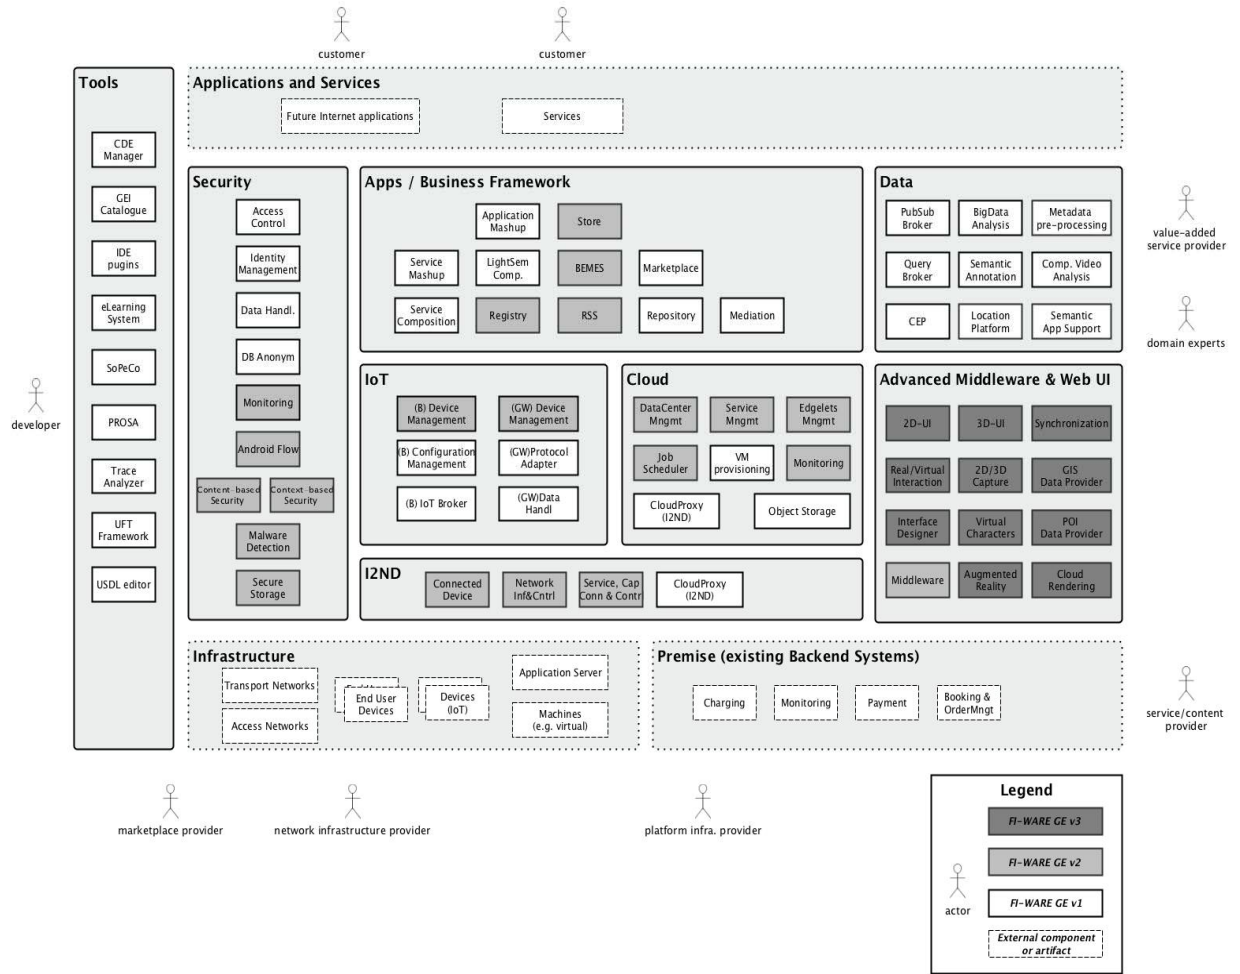 customer
customer
Tools
CDE
Manager
GEI
Catalogue
IDE
pugins
eLearning
System
SoPeCo
PROSA
Trace
Analyzer
UFT
Framework
USDL editor
developer
Applications and Services
Future Internet applications
Services
Security
Access
Control
Identity
Management
Data Handl.
DB Anonym
Monitoring
Android Flow
Content-based
Security
Context-based
Security
Malware
Detection
Secure
Storage
Apps / Business Framework
Application
Mashup
Store
Service
Mashup
LightSem
Comp.
BEMES
Marketplace
Service
Composition
Registry
RSS
Repository
Mediation
Data
PubSub
Broker
BigData
Analysis
Metadata
pre-processing
Query
Broker
Semantic
Annotation
Comp. Video
Analysis
CEP
Location
Platform
Semantic
App Support
value-added
service provider
domain experts
IoT
(B) Device
Management
(GW) Device
Management
(B) Configuration
Management
(GW)Protocol
Adapter
(B) IoT Broker
(GW)Data
Handl
Cloud
DataCenter
Mngmt
Service
Mngmt
Edgelets
Mngmt
Job
Scheduler
VM
provisioning
Monitoring
CloudProxy
(I2ND)
Object Storage
Advanced Middleware & Web UI
2D-UI
3D-UI
Synchronization
Real/Virtual
Interaction
2D/3D
Capture
GIS
Data Provider
Interface
Designer
Virtual
Characters
POI
Data Provider
Middleware
Augmented
Reality
Cloud
Rendering
I2ND
Connected
Device
Network
Inf&Cntrl
Service, Cap
Conn & Contr
CloudProxy
(I2ND)
Infrastructure
Transport Networks
Access Networks
End User
Devices
Devices
(IoT)
Application Server
Machines
(e.g. virtual)
Premise (existing Backend Systems)
Charging
Monitoring
Payment
Booking &
OrderMngt
service/content
provider
marketplace provider
network infrastructure provider
platform infra. provider
Legend
FI-WARE GE v3
FI-WARE GE v2
FI-WARE GE v1
External component
or artifact
actor